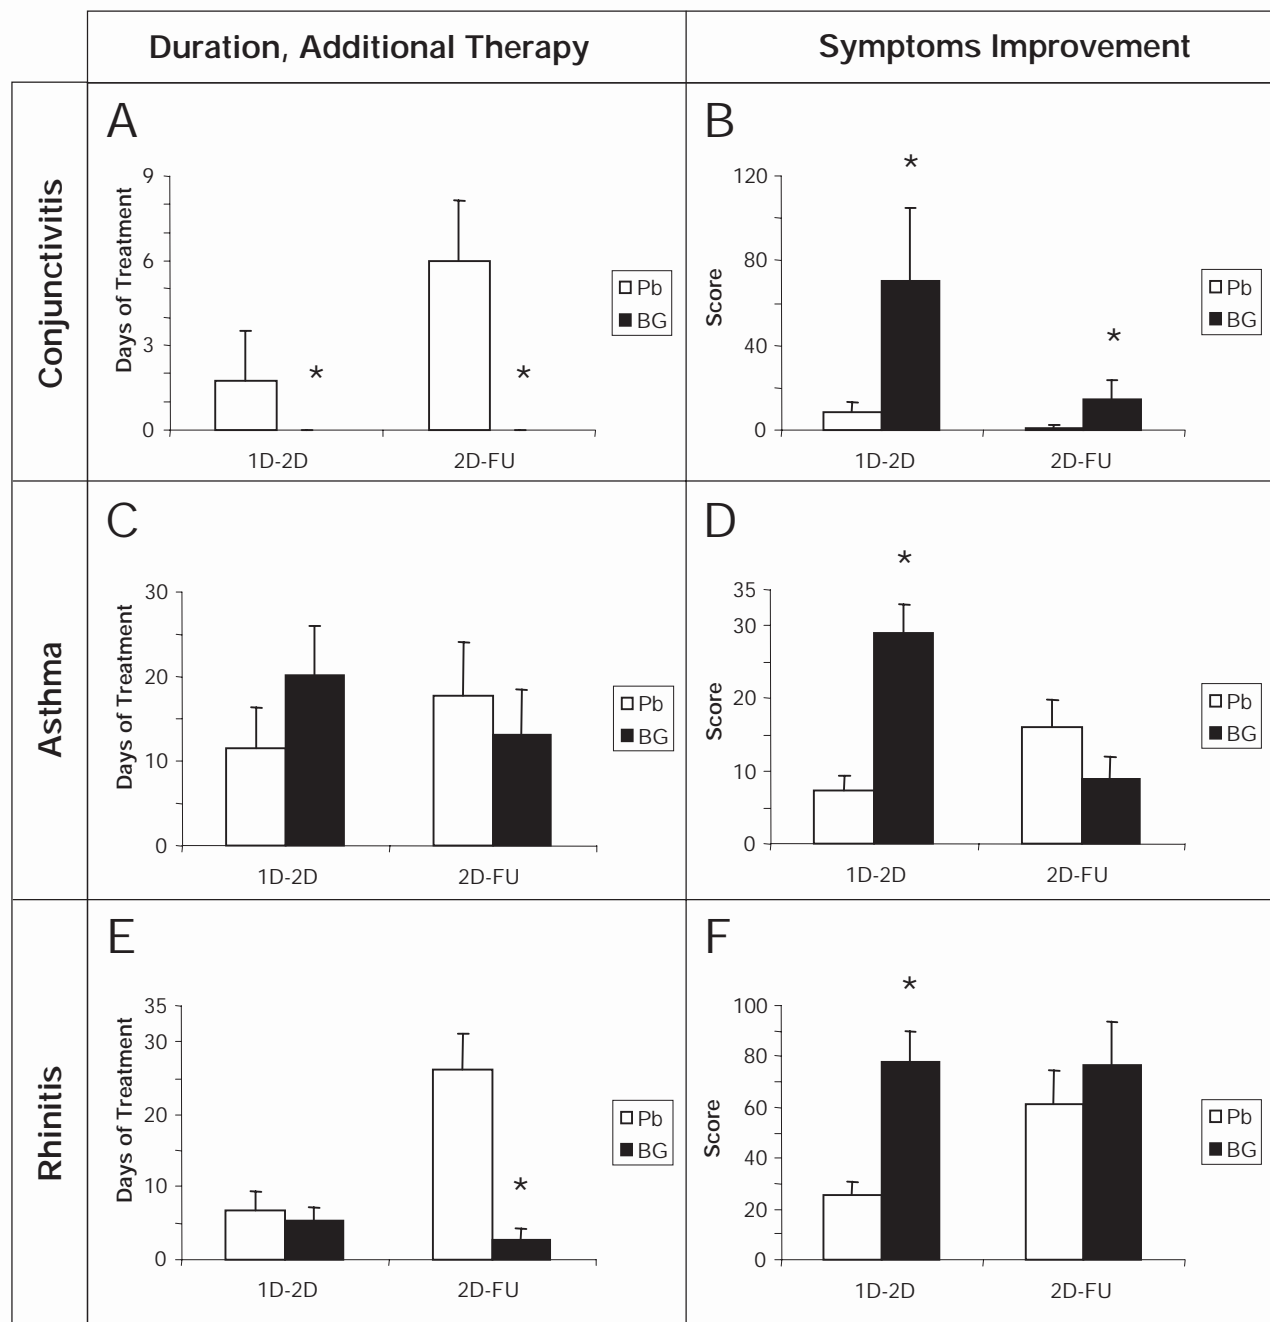 Duration, Additional Therapy
Symptoms Improvement
Conjunctivitis
A
Days of Treatment
9
6
3
0
*
*
1D-2D
2D-FU
Pb
BG
B
Score
120
80
40
0
*
*
1D-2D
2D-FU
Pb
BG
Asthma
C
Days of Treatment
30
20
10
0
1D-2D
2D-FU
Pb
BG
D
Score
35
30
20
10
0
*
1D-2D
2D-FU
Pb
BG
Rhinitis
E
Days of Treatment
35
30
20
10
0
*
1D-2D
2D-FU
Pb
BG
F
Score
100
80
60
40
20
0
*
1D-2D
2D-FU
Pb
BG